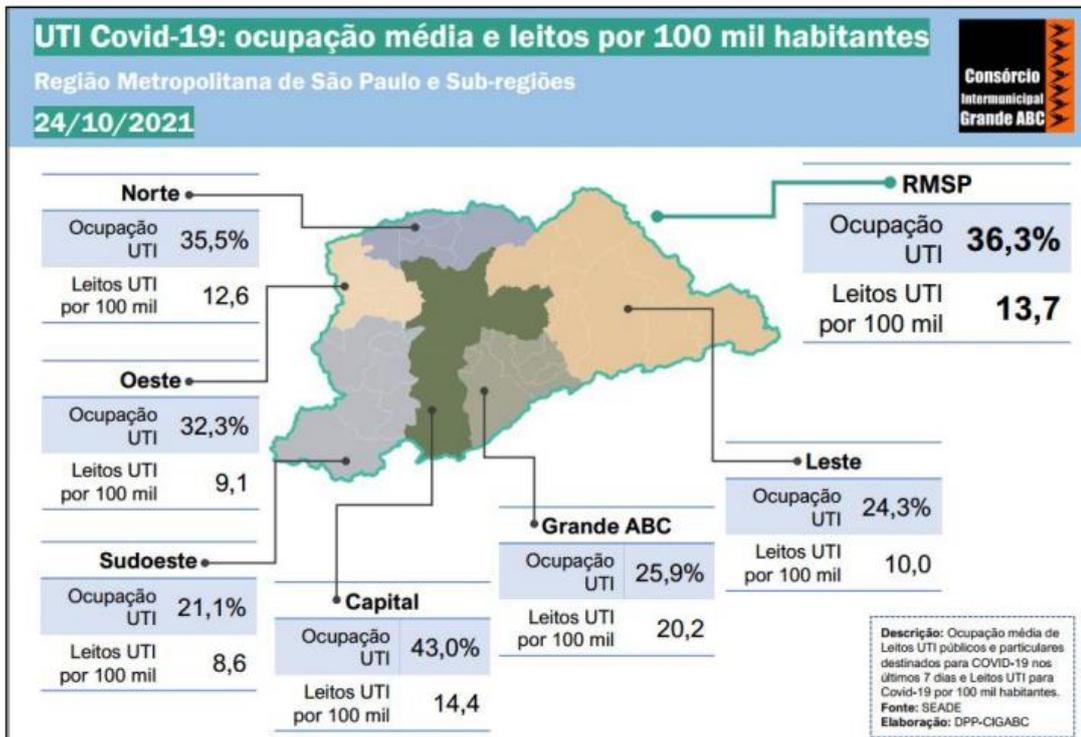 UTI Covid-19: ocupação média e leitos por 100 mil habitantes
Região Metropolitana de São Paulo e Sub-regiões
24/10/2021
Consórcio
Intermunicipal
Grande ABC
Norte
Ocupação
UTI
35,5%
Leitos UTI
por 100 mil
12,6
Oeste
Ocupação
UTI
32,3%
Leitos UTI
por 100 mil
9,1
Sudoeste
Ocupação
UTI
21,1%
Leitos UTI
por 100 mil
8,6
Capital
Ocupação
UTI
43,0%
Leitos UTI
por 100 mil
14,4
Grande ABC
Ocupação
UTI
25,9%
Leitos UTI
por 100 mil
20,2
Leste
Ocupação
UTI
24,3%
Leitos UTI
por 100 mil
10,0
RMSP
Ocupação
UTI
36,3%
Leitos UTI
por 100 mil
13,7
Descrição: Ocupação média de
Leitos UTI públicos e particulares
destinados para COVID-19 nos
últimos 7 dias e Leitos UTI para
Covid-19 por 100 mil habitantes.
Fonte: SEADE
Elaboração: DPP-CIGABC